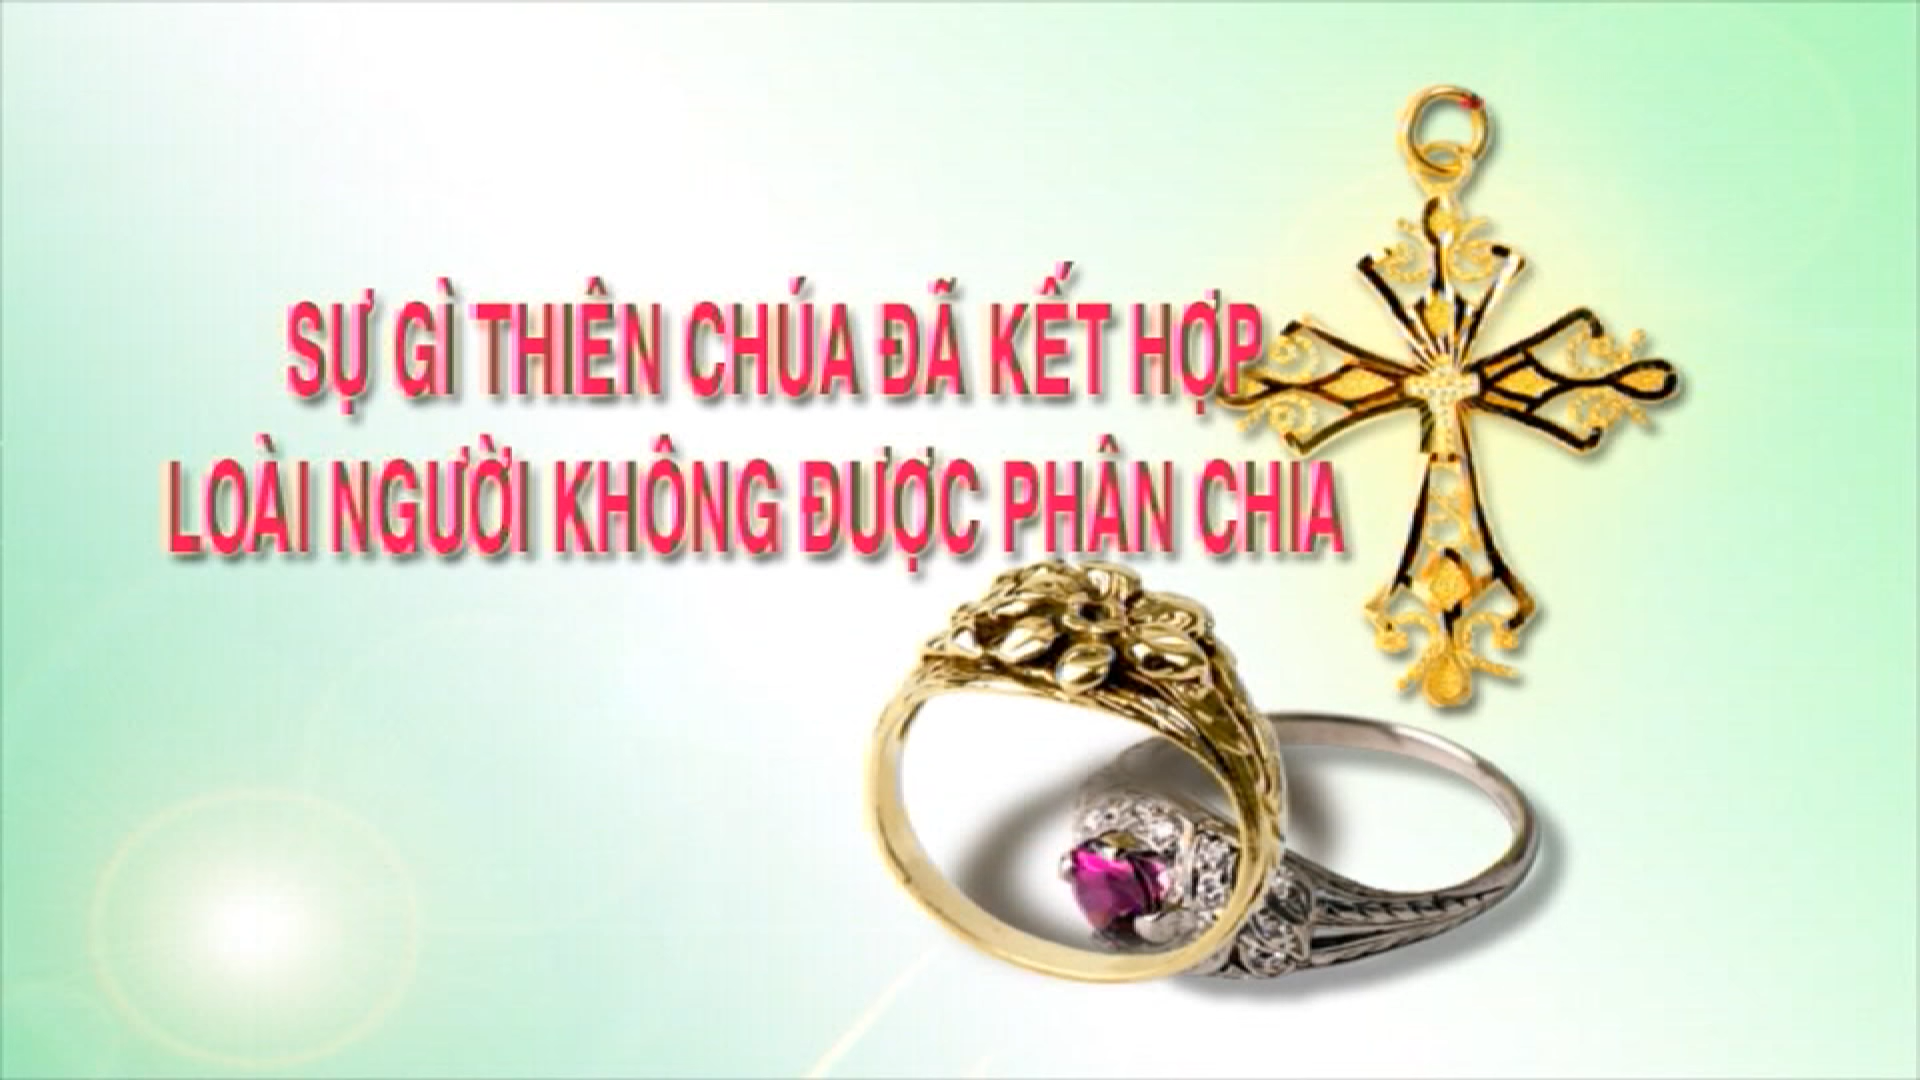 SỰ GÌ THIÊN CHÚA ĐÃ KẾT HỢP
LOÀI NGƯỜI KHÔNG ĐƯỢC PHÂN CHIA